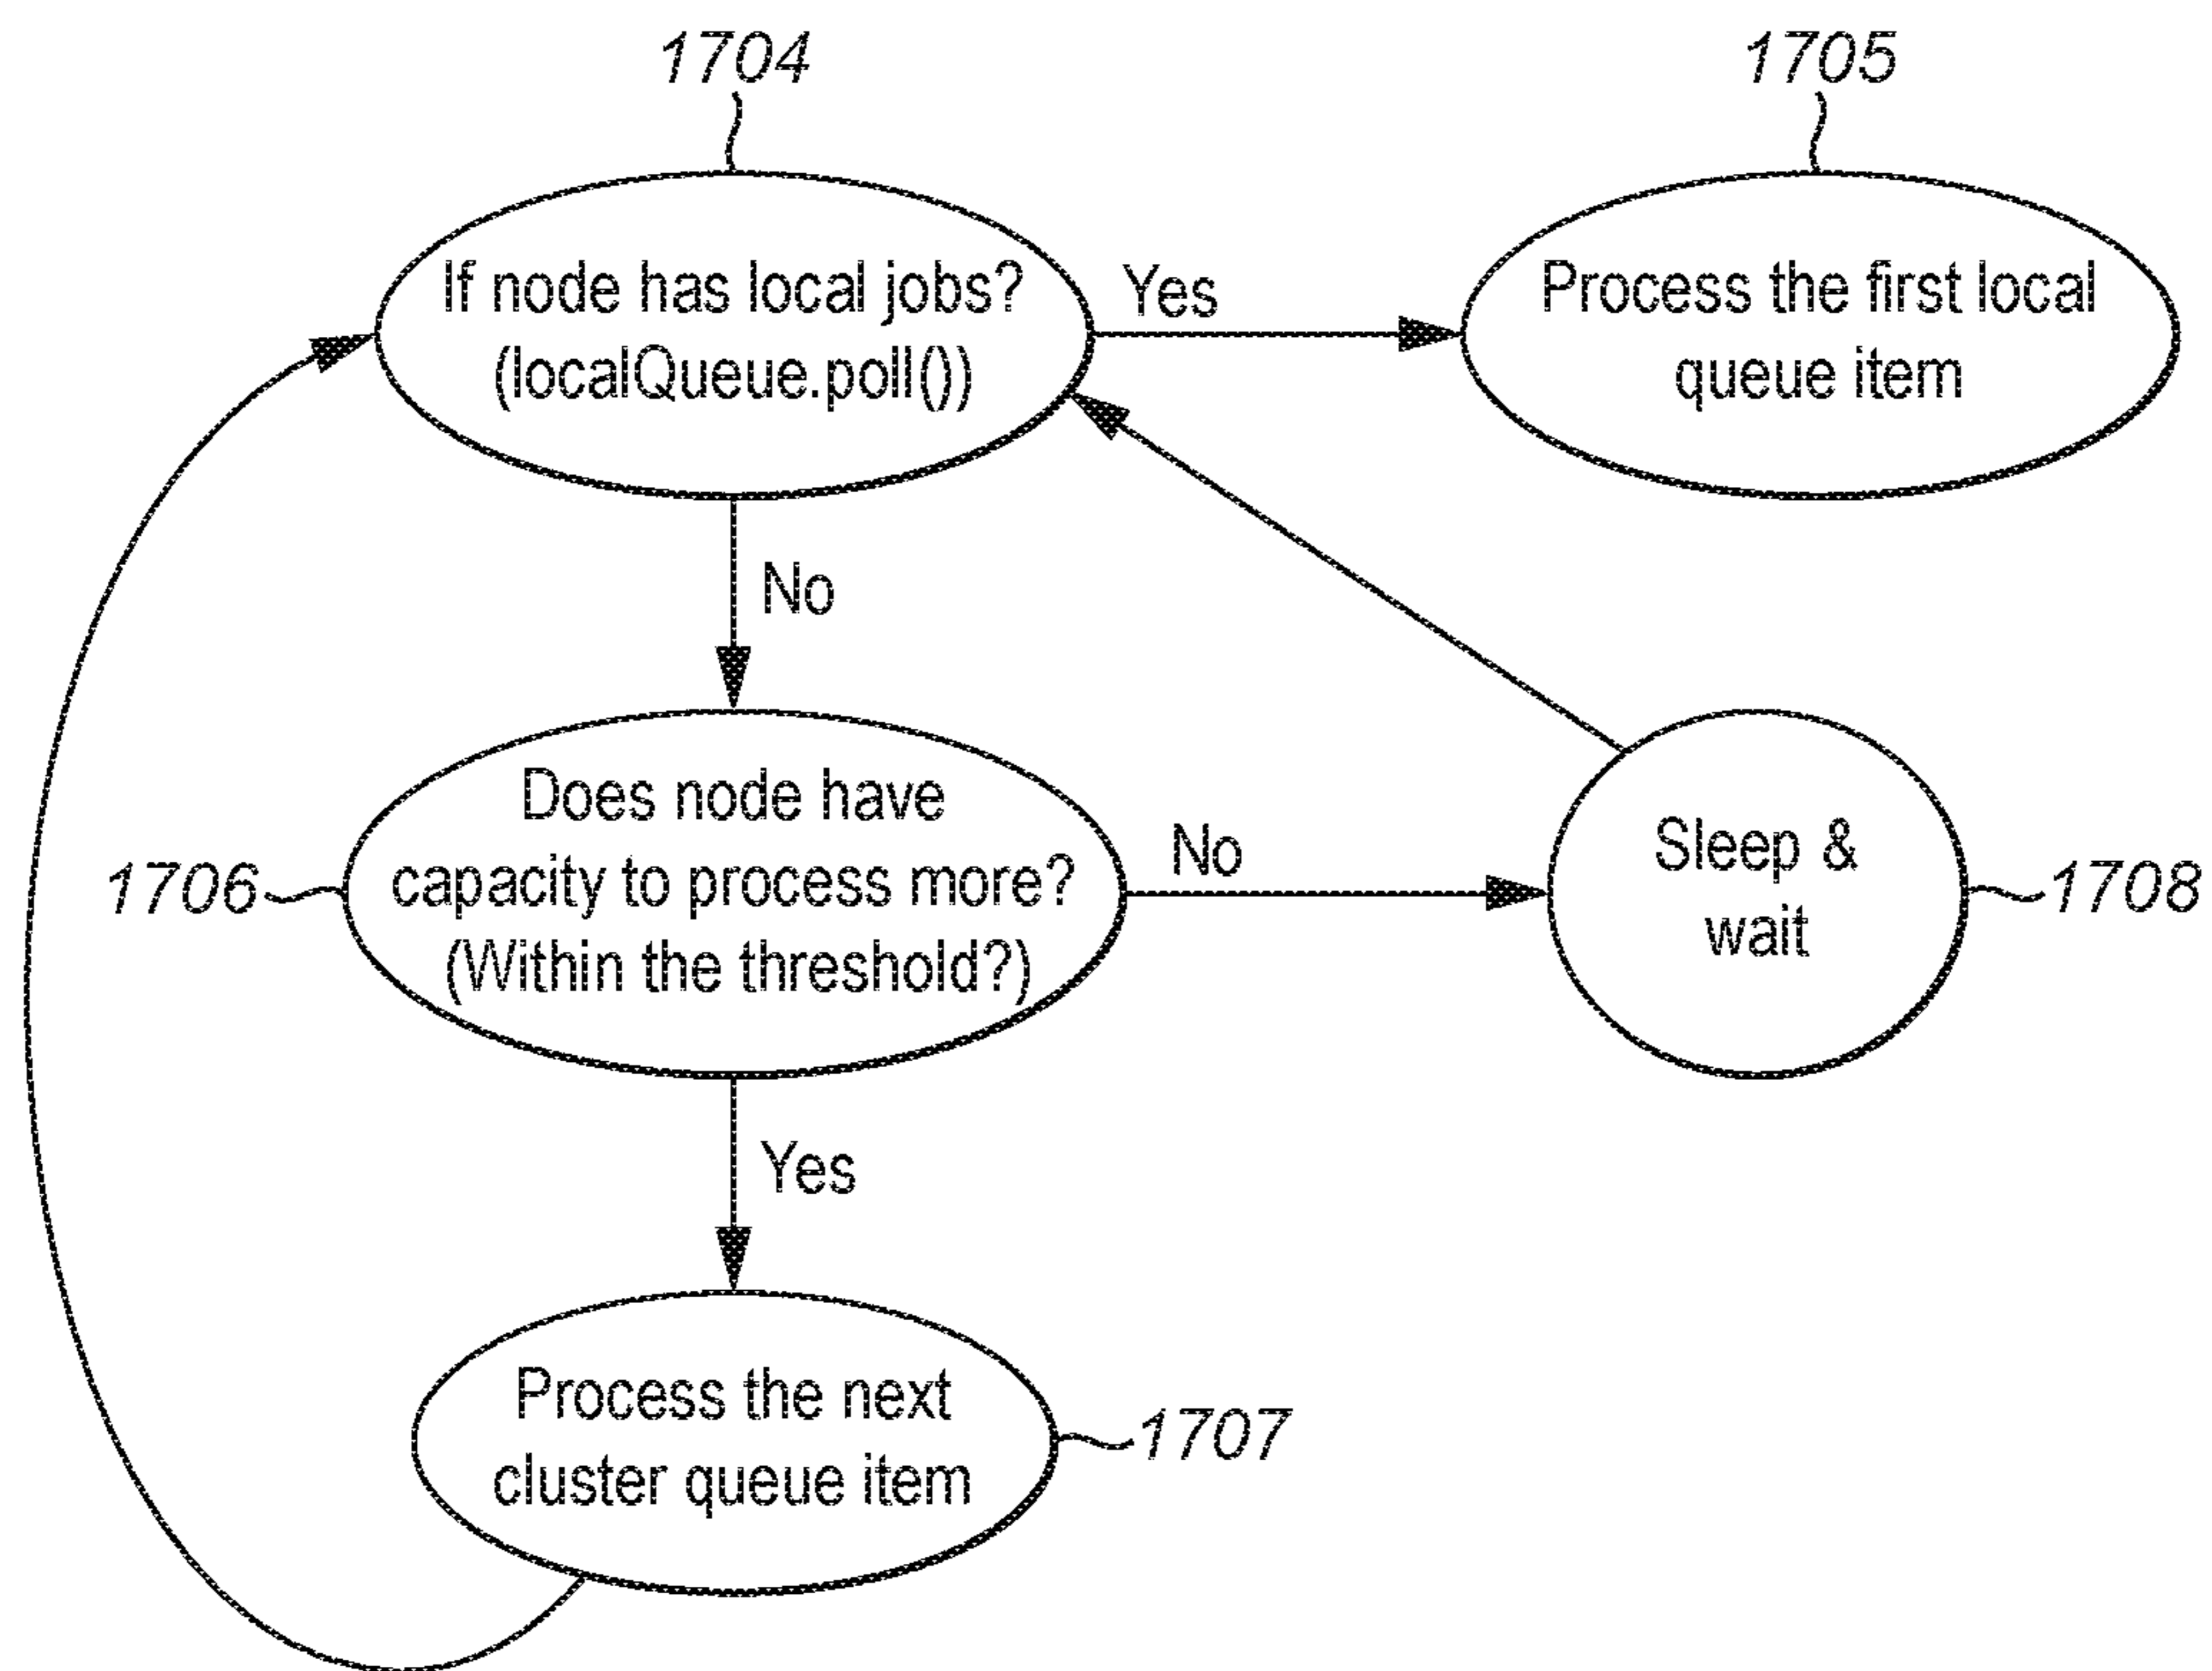 1704
1705
If node has local jobs?
(localQueue.poll())
Yes
Process the first local
queue item
No
Does node have
capacity to process more?
(Within the threshold?)
1706
No
Sleep &
wait
1708
Yes
Process the next
cluster queue item
1707